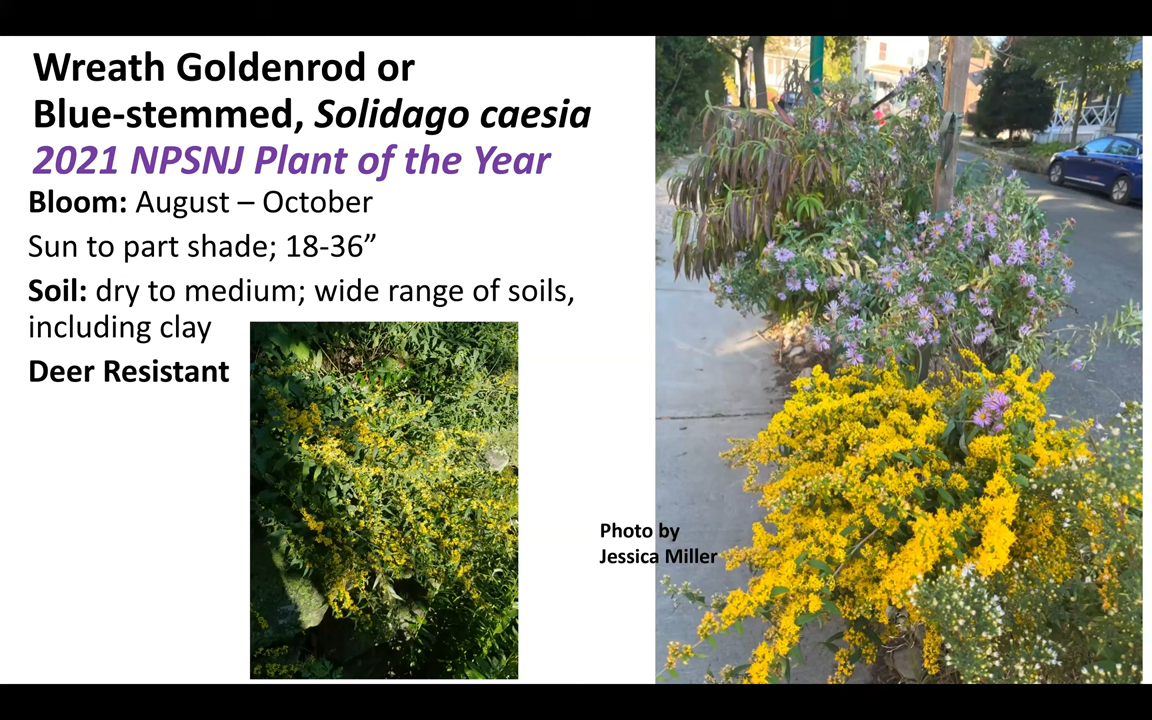 Wreath Goldenrod or
Blue-stemmed, Solidago caesia
2021 NPSNJ Plant of the Year
Bloom: August – October
Sun to part shade; 18-36”
Soil: dry to medium; wide range of soils,
including clay
Deer Resistant
Photo by
Jessica Miller